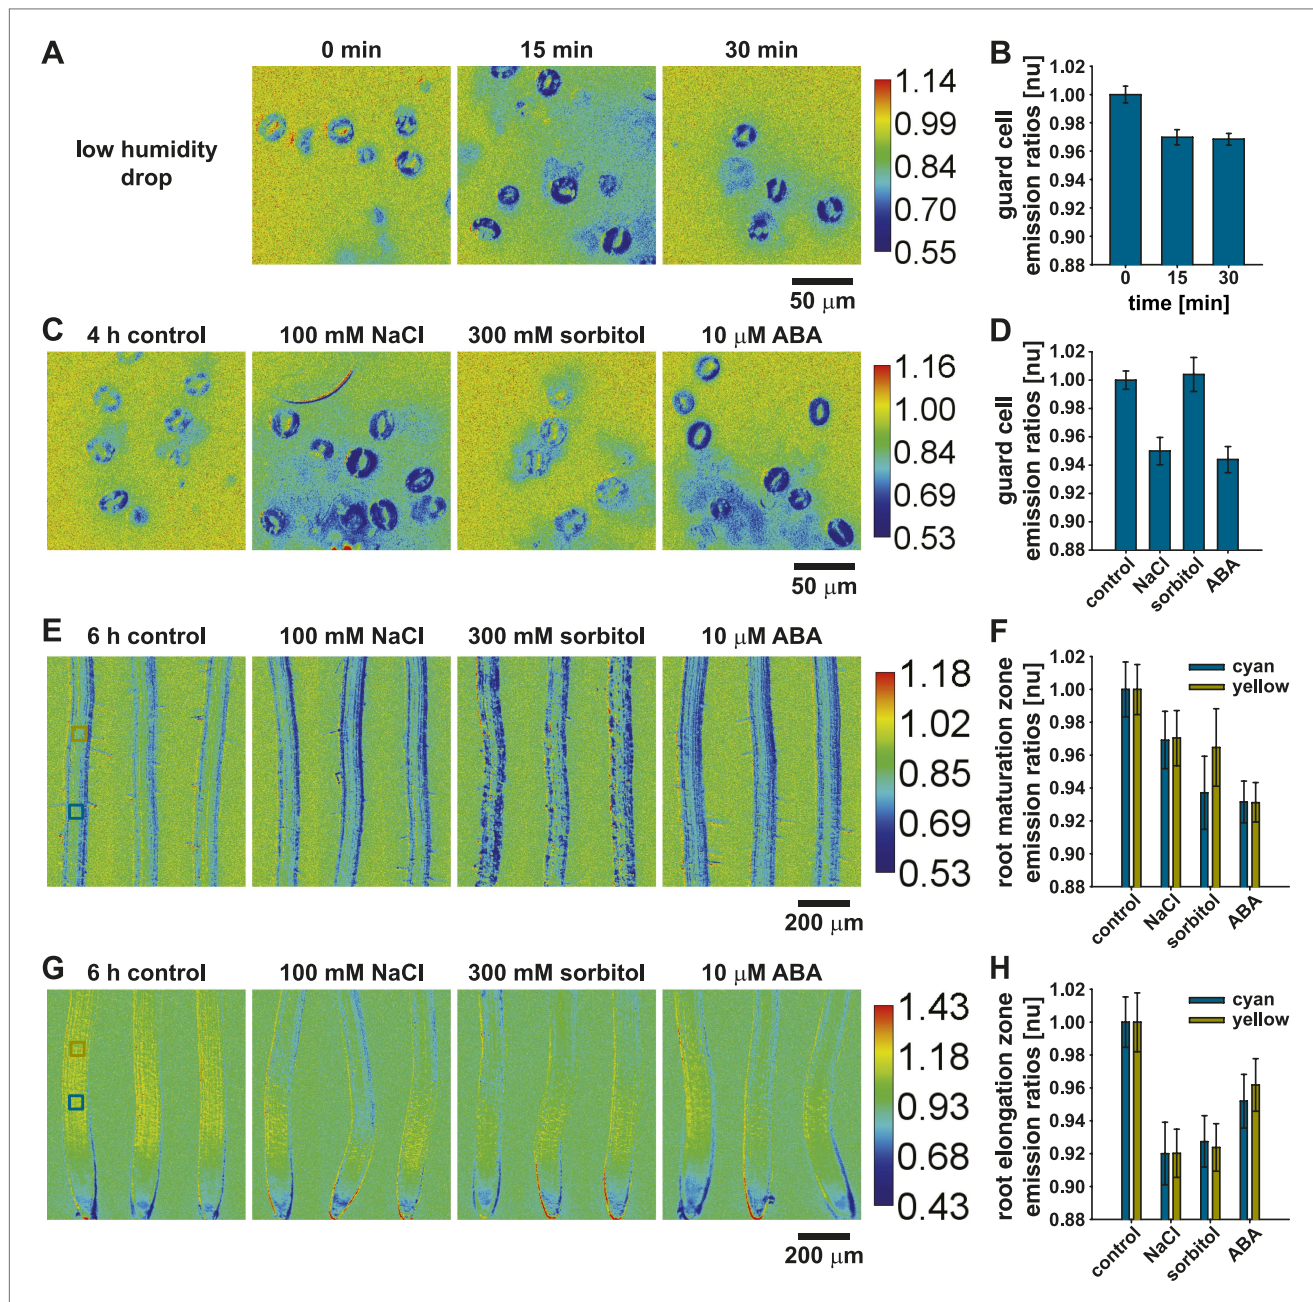 A
0 min
15 min
30 min
low humidity
drop
1.14
0.99
0.84
0.70
0.55
50 μm
B
guard cell
emission ratios [nu]
1.02
1.00
0.98
0.96
0.94
0.92
0.90
0.88
0
15
30
time [min]
C
4 h control
100 mM NaCl
300 mM sorbitol
10 μM ABA
1.16
1.00
0.84
0.69
0.53
50 μm
D
guard cell
emission ratios [nu]
1.02
1.00
0.98
0.96
0.94
0.92
0.90
0.88
control
NaCl
sorbitol
ABA
E
6 h control
100 mM NaCl
300 mM sorbitol
10 μM ABA
1.18
1.02
0.85
0.69
0.53
200 μm
F
root maturation zone
emission ratios [nu]
1.02
1.00
0.98
0.96
0.94
0.92
0.90
0.88
cyan
yellow
control
NaCl
sorbitol
ABA
G
6 h control
100 mM NaCl
300 mM sorbitol
10 μM ABA
1.43
1.18
0.93
0.68
0.43
200 μm
H
root elongation zone
emission ratios [nu]
1.02
1.00
0.98
0.96
0.94
0.92
0.90
0.88
cyan
yellow
control
NaCl
sorbitol
ABA